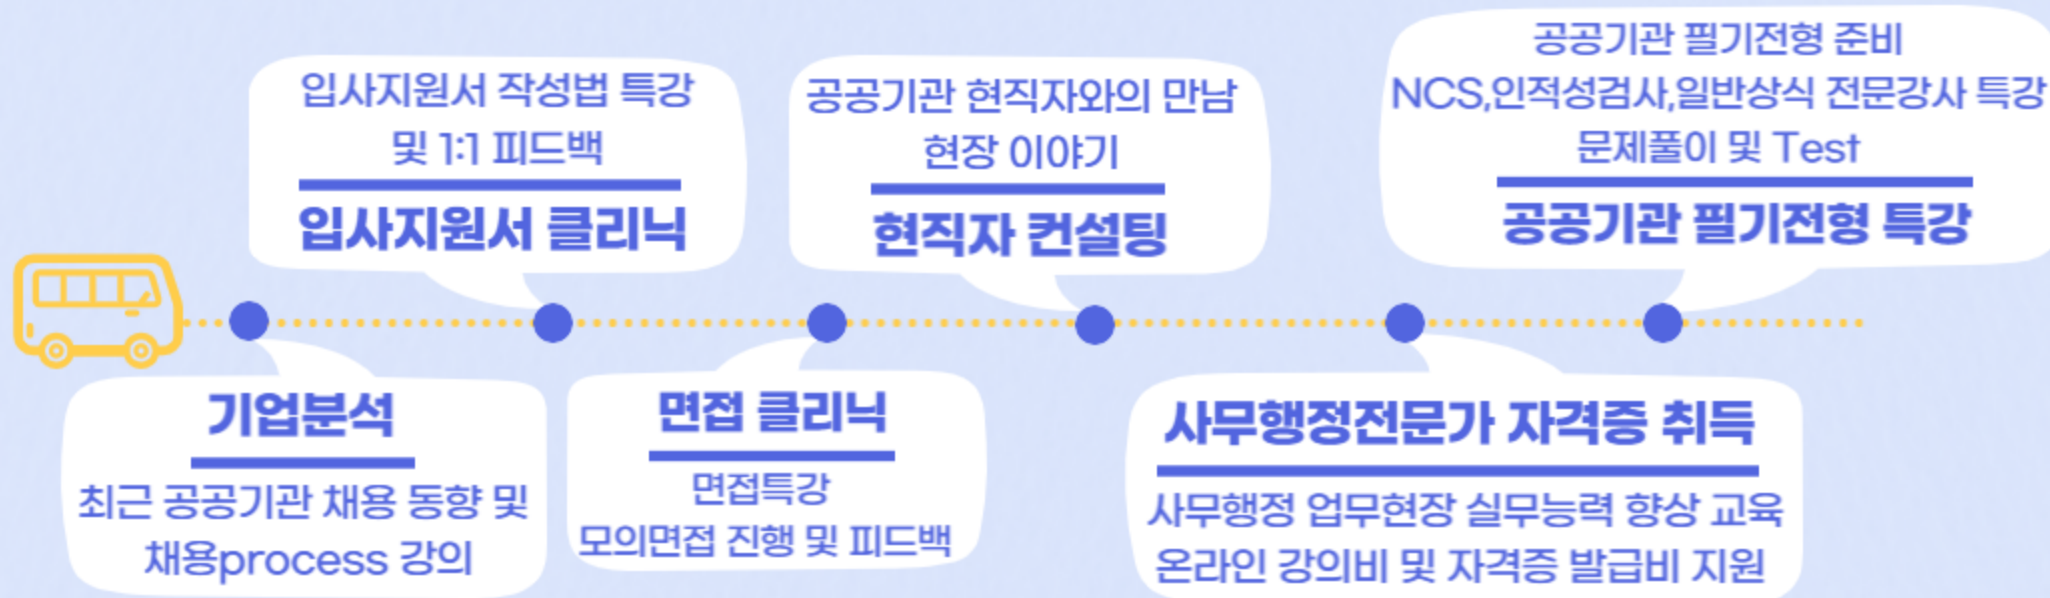 기업분석
최근 공공기관 채용 동향 및
채용process 강의
입사지원서 작성법 특강
및 1:1 피드백
입사지원서 클리닉
면접 클리닉
면접특강
모의면접 진행 및 피드백
공공기관 현직자와의 만남
현장 이야기
현직자 컨설팅
사무행정전문가 자격증 취득
사무행정 업무현장 실무능력 향상 교육
온라인 강의비 및 자격증 발급비 지원
공공기관 필기전형 준비
NCS,인적성검사,일반상식 전문강사 특강
문제풀이 및 Test
공공기관 필기전형 특강